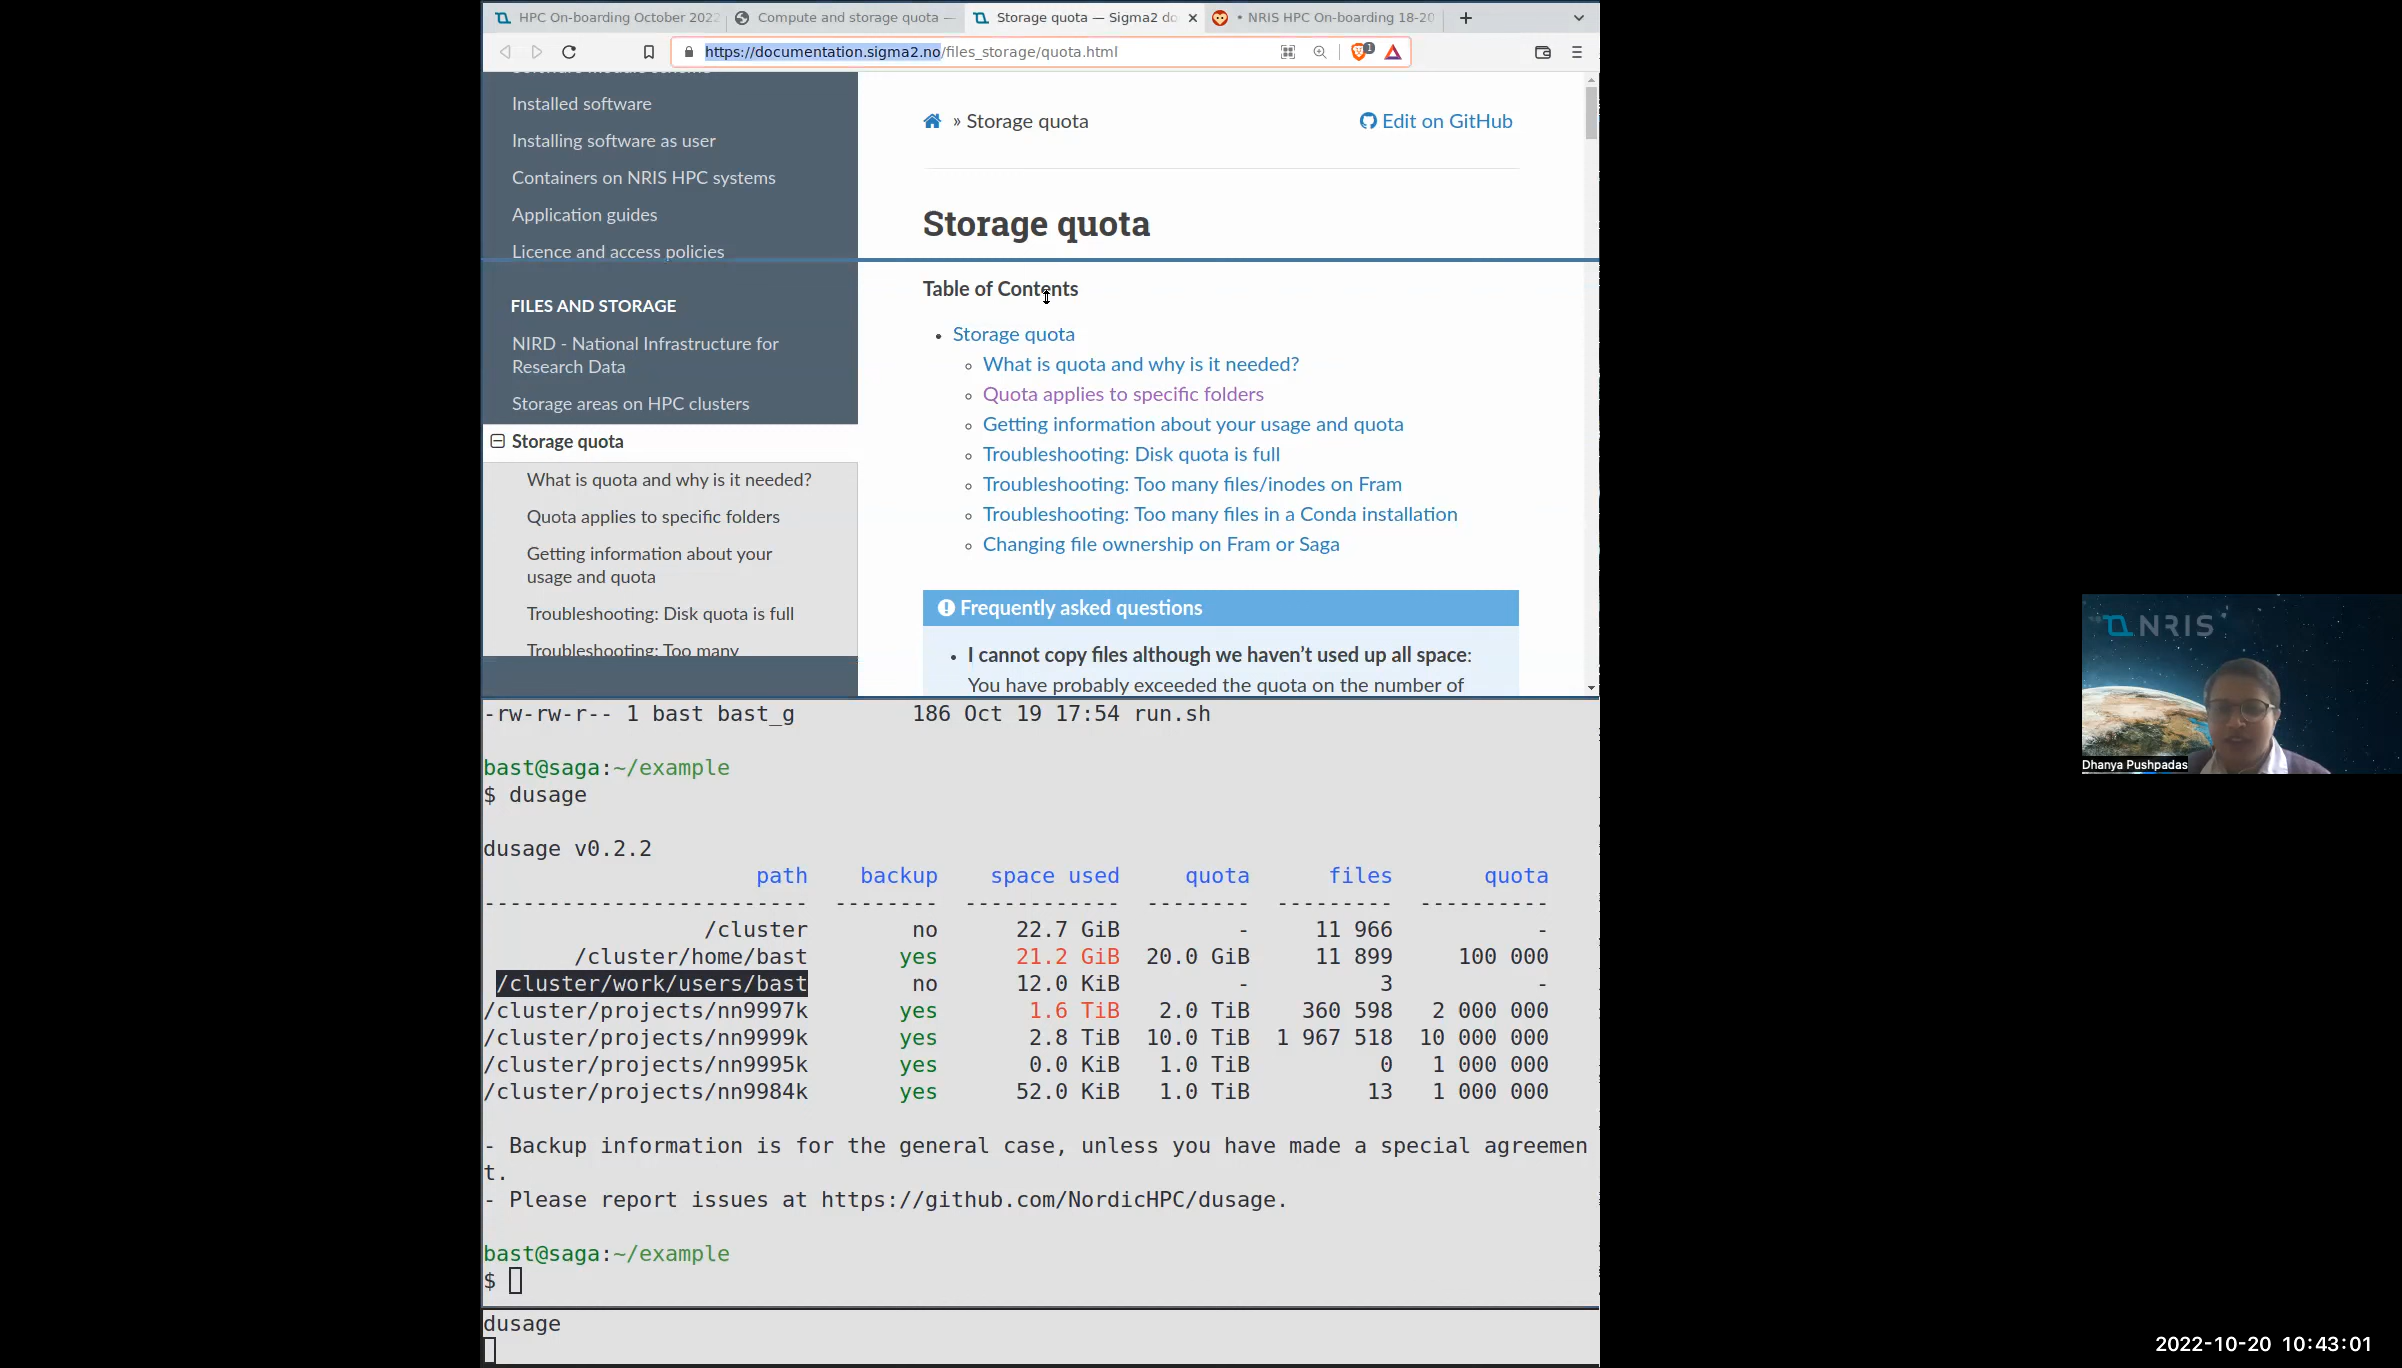 HPC On-boarding October 2022
Compute and storage quota —
Storage quota — Sigma2 do
• NRIS HPC On-boarding 18-20
https://documentation.sigma2.no/files_storage/quota.html
1
Installed software
Installing software as user
Containers on NRIS HPC systems
Application guides
Licence and access policies
FILES AND STORAGE
NIRD - National Infrastructure for
Research Data
Storage areas on HPC clusters
Storage quota
What is quota and why is it needed?
Quota applies to specific folders
Getting information about your
usage and quota
Troubleshooting: Disk quota is full
Troubleshooting: Too many
» Storage quota
Edit on GitHub
Storage quota
Table of Contents
• Storage quota
◦ What is quota and why is it needed?
◦ Quota applies to specific folders
◦ Getting information about your usage and quota
◦ Troubleshooting: Disk quota is full
◦ Troubleshooting: Too many files/inodes on Fram
◦ Troubleshooting: Too many files in a Conda installation
◦ Changing file ownership on Fram or Saga
Frequently asked questions
• I cannot copy files although we haven’t used up all space:
You have probably exceeded the quota on the number of
-rw-rw-r-- 1 bast bast_g         186 Oct 19 17:54 run.sh
bast@saga:~/example
$ dusage
dusage v0.2.2
                     path    backup    space used     quota      files       quota
-------------------------  --------  ------------  --------  ---------  ----------
                 /cluster        no      22.7 GiB         -     11 966           -
       /cluster/home/bast       yes      21.2 GiB  20.0 GiB     11 899     100 000
 /cluster/work/users/bast        no      12.0 KiB         -          3           -
/cluster/projects/nn9997k       yes       1.6 TiB   2.0 TiB    360 598   2 000 000
/cluster/projects/nn9999k       yes       2.8 TiB  10.0 TiB  1 967 518  10 000 000
/cluster/projects/nn9995k       yes       0.0 KiB   1.0 TiB          0   1 000 000
/cluster/projects/nn9984k       yes      52.0 KiB   1.0 TiB         13   1 000 000
- Backup information is for the general case, unless you have made a special agreemen
t.
- Please report issues at https://github.com/NordicHPC/dusage.
bast@saga:~/example
$
dusage
NRIS
Dhanya Pushpadas
2022-10-20 10:43:01